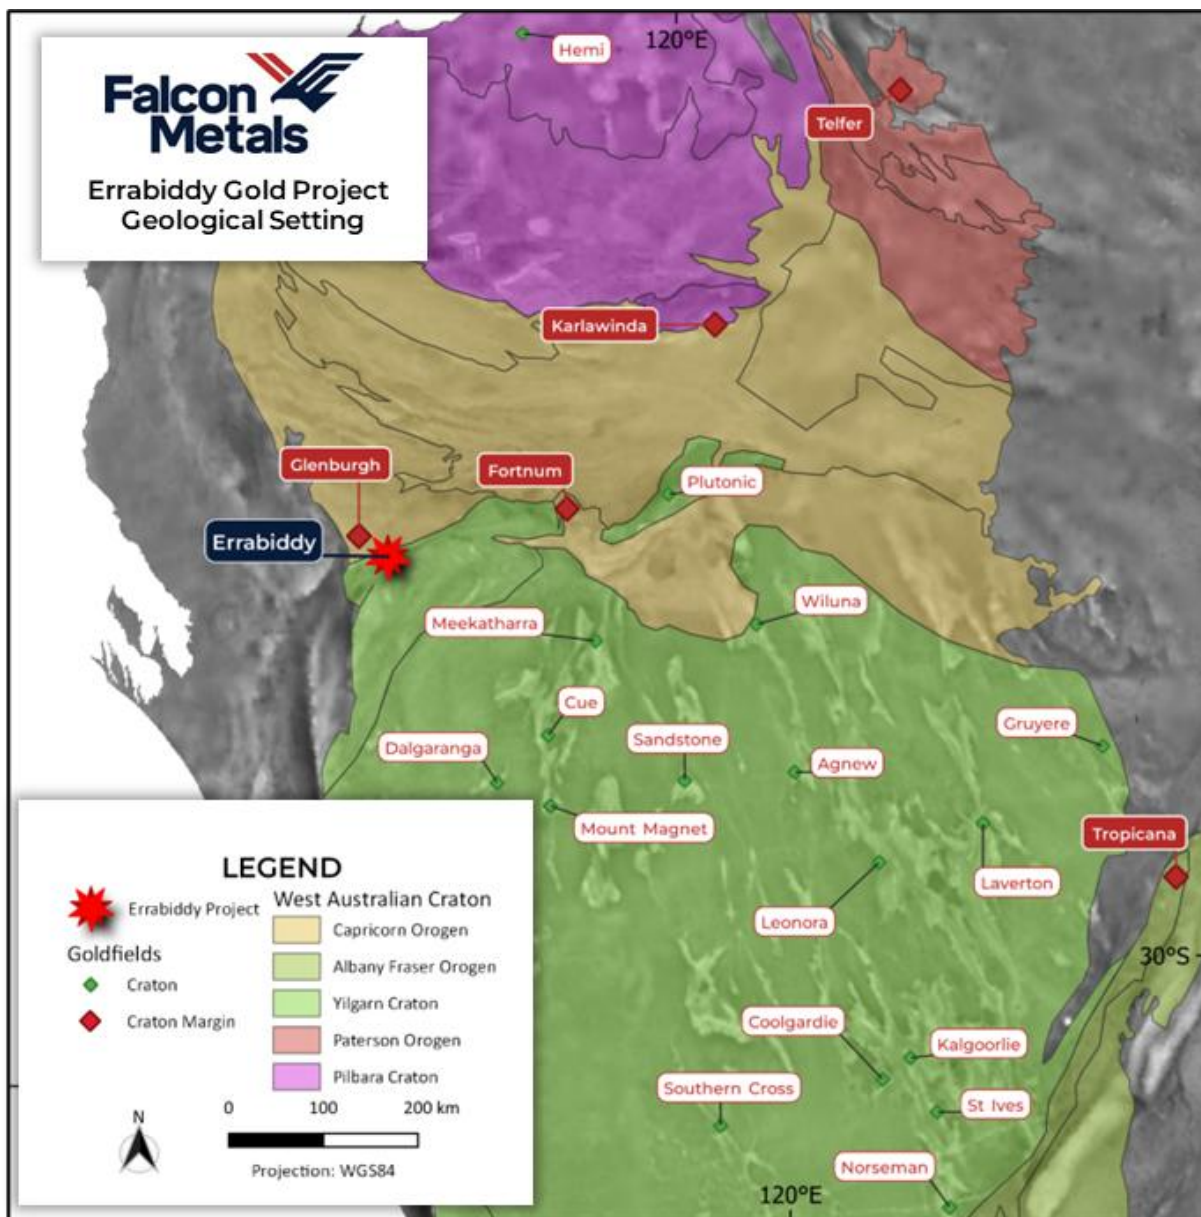 Falcon
Metals
Errabiddy Gold Project
Geological Setting
Hemi
120°E
Telfer
Karlawinda
Glenburgh
Fortnum
Plutonic
Errabiddy
Meekatharra
Wiluna
Cue
Sandstone
Gruyere
Dalgaranga
Agnew
Mount Magnet
Tropicana
Laverton
Leonora
30°S
Coolgardie
Kalgoorlie
Southern Cross
St Ives
Norseman
120°E
LEGEND
Errabiddy Project
Goldfields
Craton
Craton Margin
West Australian Craton
Capricorn Orogen
Albany Fraser Orogen
Yilgarn Craton
Paterson Orogen
Pilbara Craton
N
0 100 200 km
Projection: WGS84